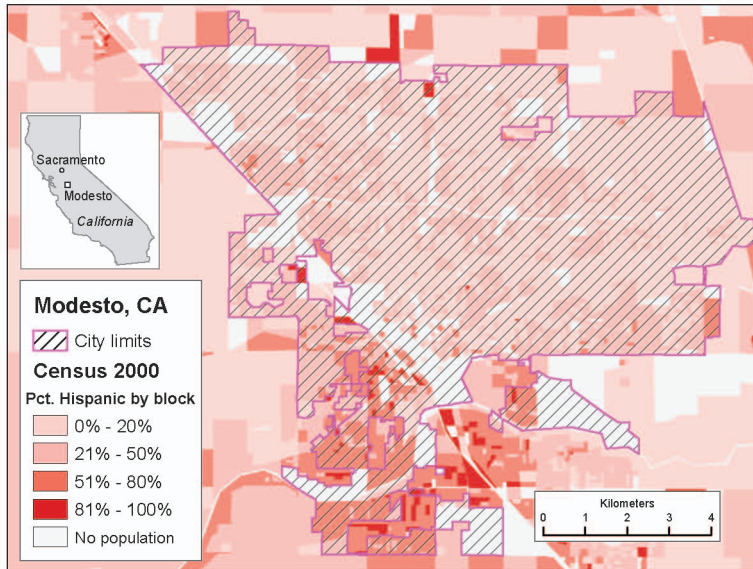 Sacramento
Modesto
California
Modesto, CA
City limits
Census 2000
Pct. Hispanic by block
0% - 20%
21% - 50%
51% - 80%
81% - 100%
No population
Kilometers
0 1 2 3 4